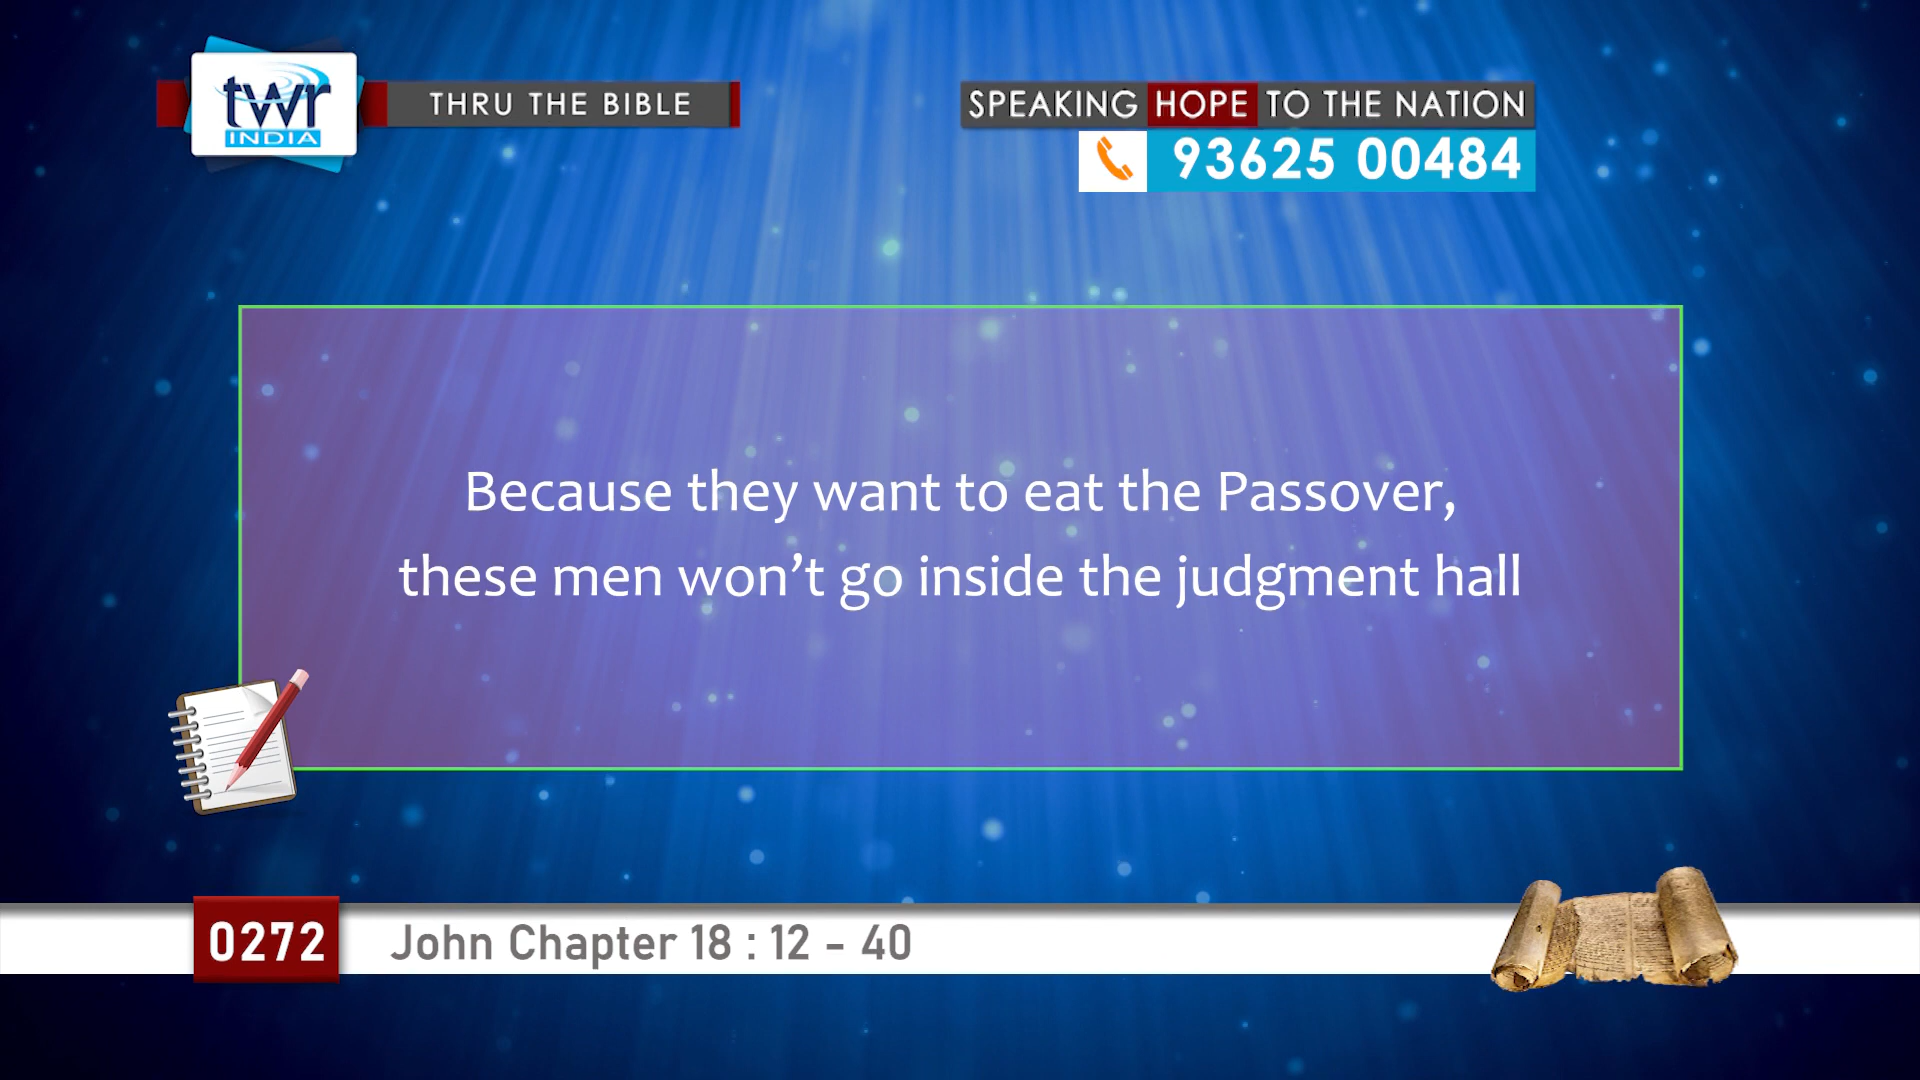 twr
INDIA
THRU THE BIBLE
SPEAKING HOPE TO THE NATION
93625 00484
Because they want to eat the Passover,
these men won’t go inside the judgment hall
0272
John Chapter 18 : 12 - 40